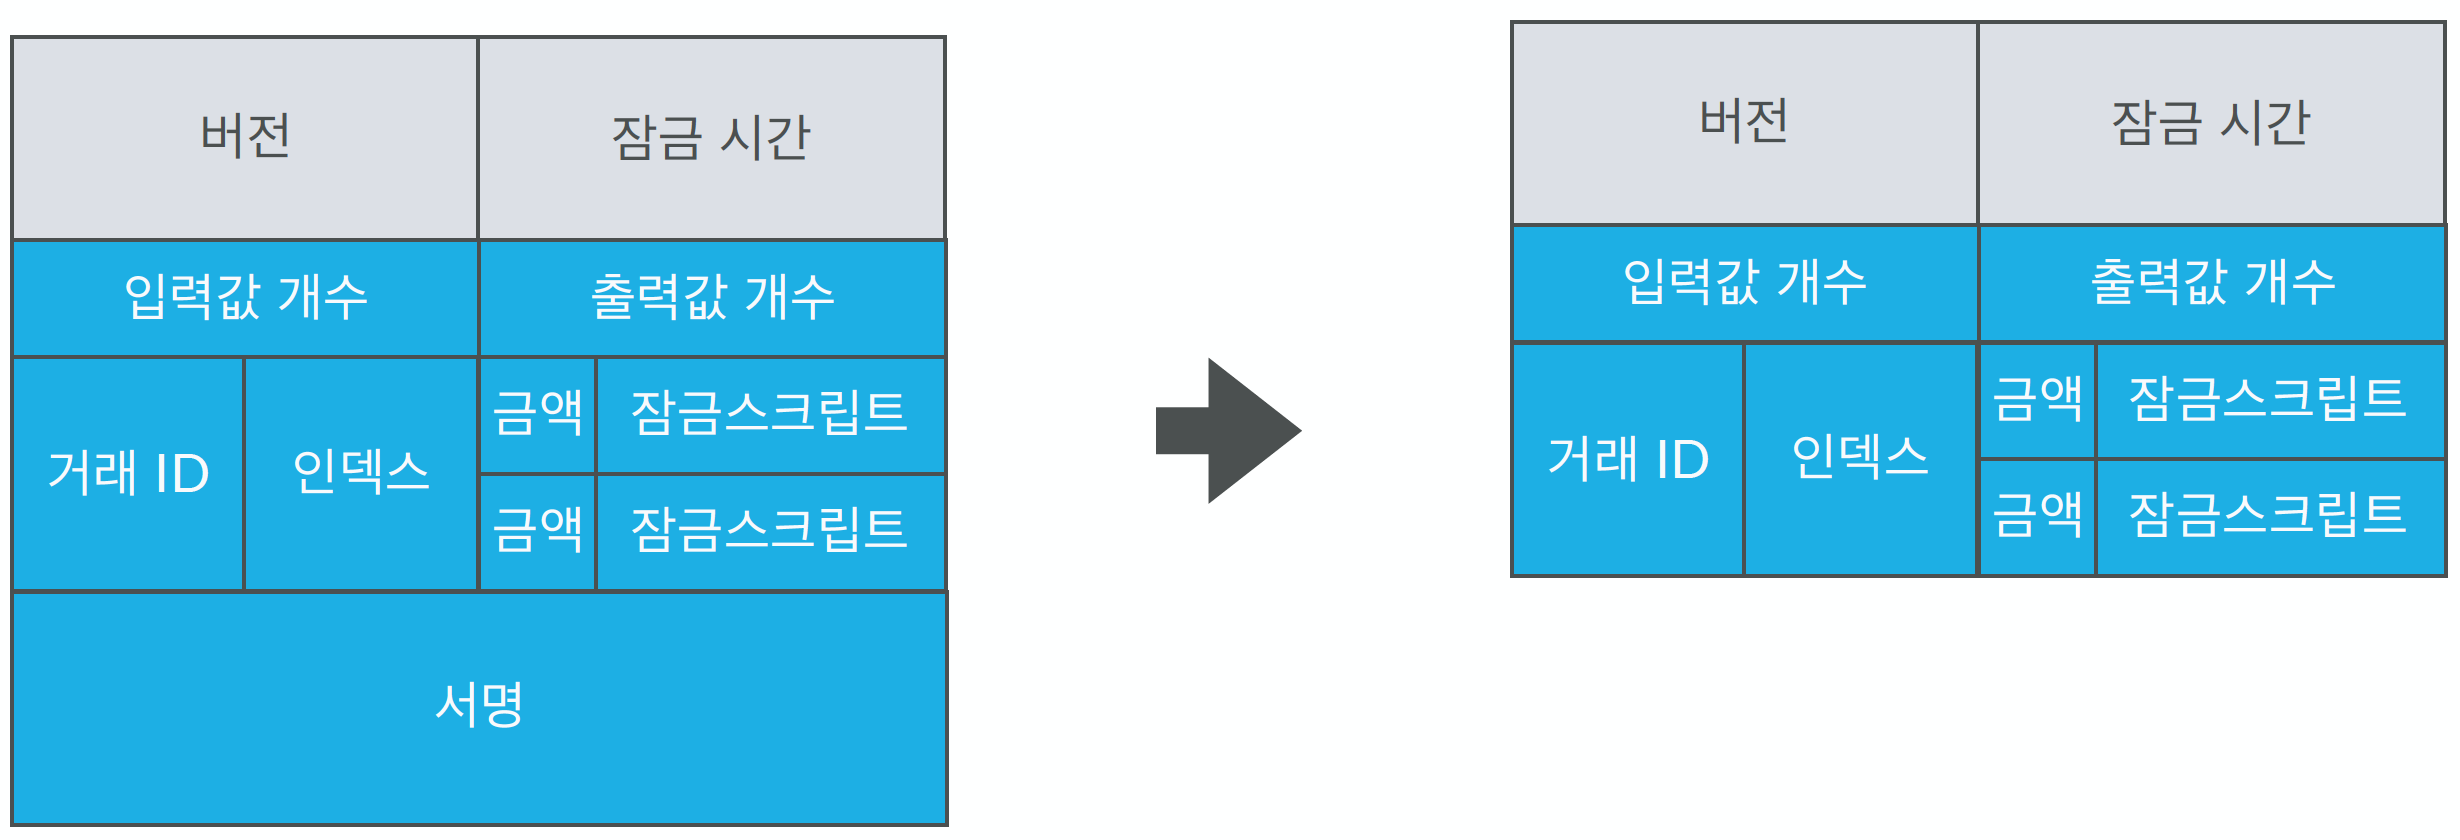 버전
잠금 시간
입력값 개수
출력값 개수
거래 ID
인덱스
금액
잠금스크립트
금액
잠금스크립트
서명
버전
잠금 시간
입력값 개수
출력값 개수
거래 ID
인덱스
금액
잠금스크립트
금액
잠금스크립트